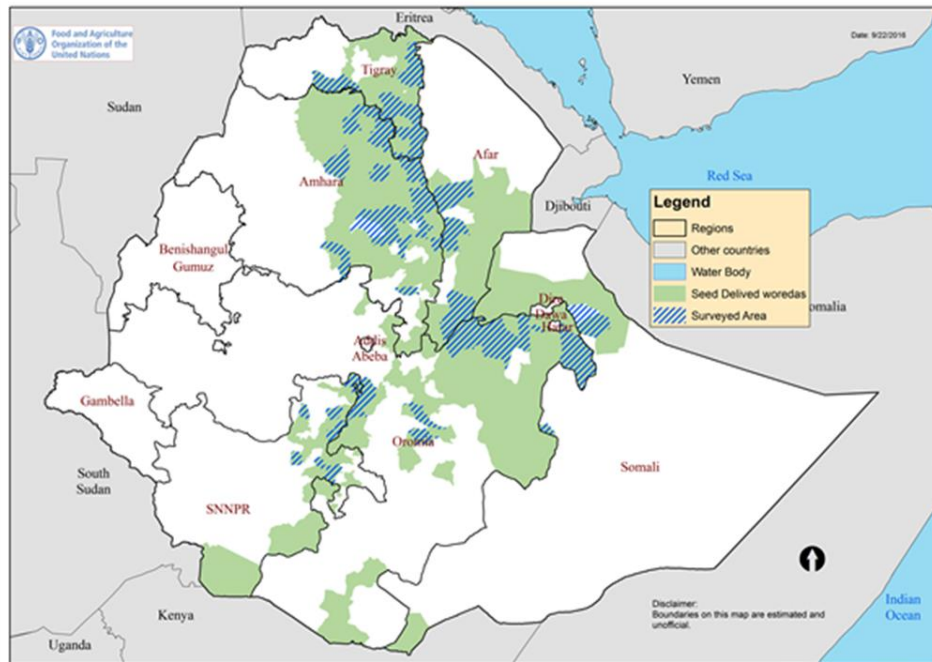 Food and Agriculture
Organization of the
United Nations
Eritrea
Date: 9/22/2016
Tigray
Yemen
Sudan
Afar
Red Sea
Amhara
Djibouti
Legend
Regions
Other countries
Water Body
Seed Delived woredas
Surveyed Area
Benishangul
Gumuz
Dire
Dawa
Harar
omalia
Addis
Abeba
Gambella
Oromia
Somali
South
Sudan
SNNPR
Disclaimer:
Boundaries on this map are estimated and
unofficial.
Indian
Ocean
Kenya
Uganda